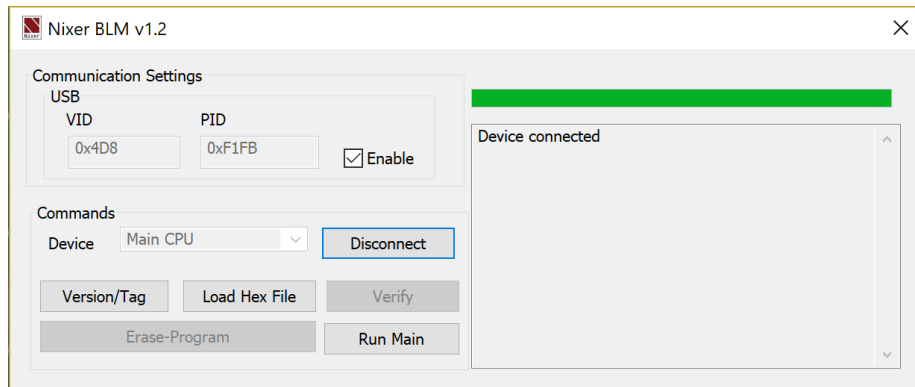 Nixer BLM v1.2
Communication Settings
USB
VID PID
0x4D8 0xF1FB
Enable
Commands
Device Main CPU Disconnect
Version/Tag Load Hex File Verify
Erase-Program Run Main
Device connected